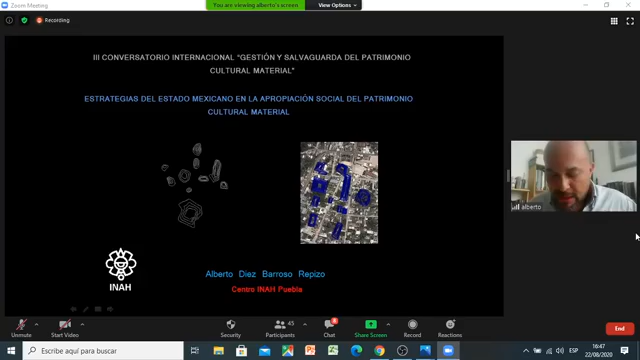 Zoom Meeting
You are viewing alberto's screen
View Options
Recording
III CONVERSATORIO INTERNACIONAL "GESTIÓN Y SALVAGUARDA DEL PATRIMONIO
CULTURAL MATERIAL"
ESTRATEGIAS DEL ESTADO MEXICANO EN LA APROPIACIÓN SOCIAL DEL PATRIMONIO
CULTURAL MATERIAL
alberto
INAH
Alberto Diez Barroso Repizo
Centro INAH Puebla
Unmute
Start Video
Security
Participants
43
Chat
Share Screen
Record
Reactions
End
Escribe aquí para buscar
ESP
16:47
22/08/2020